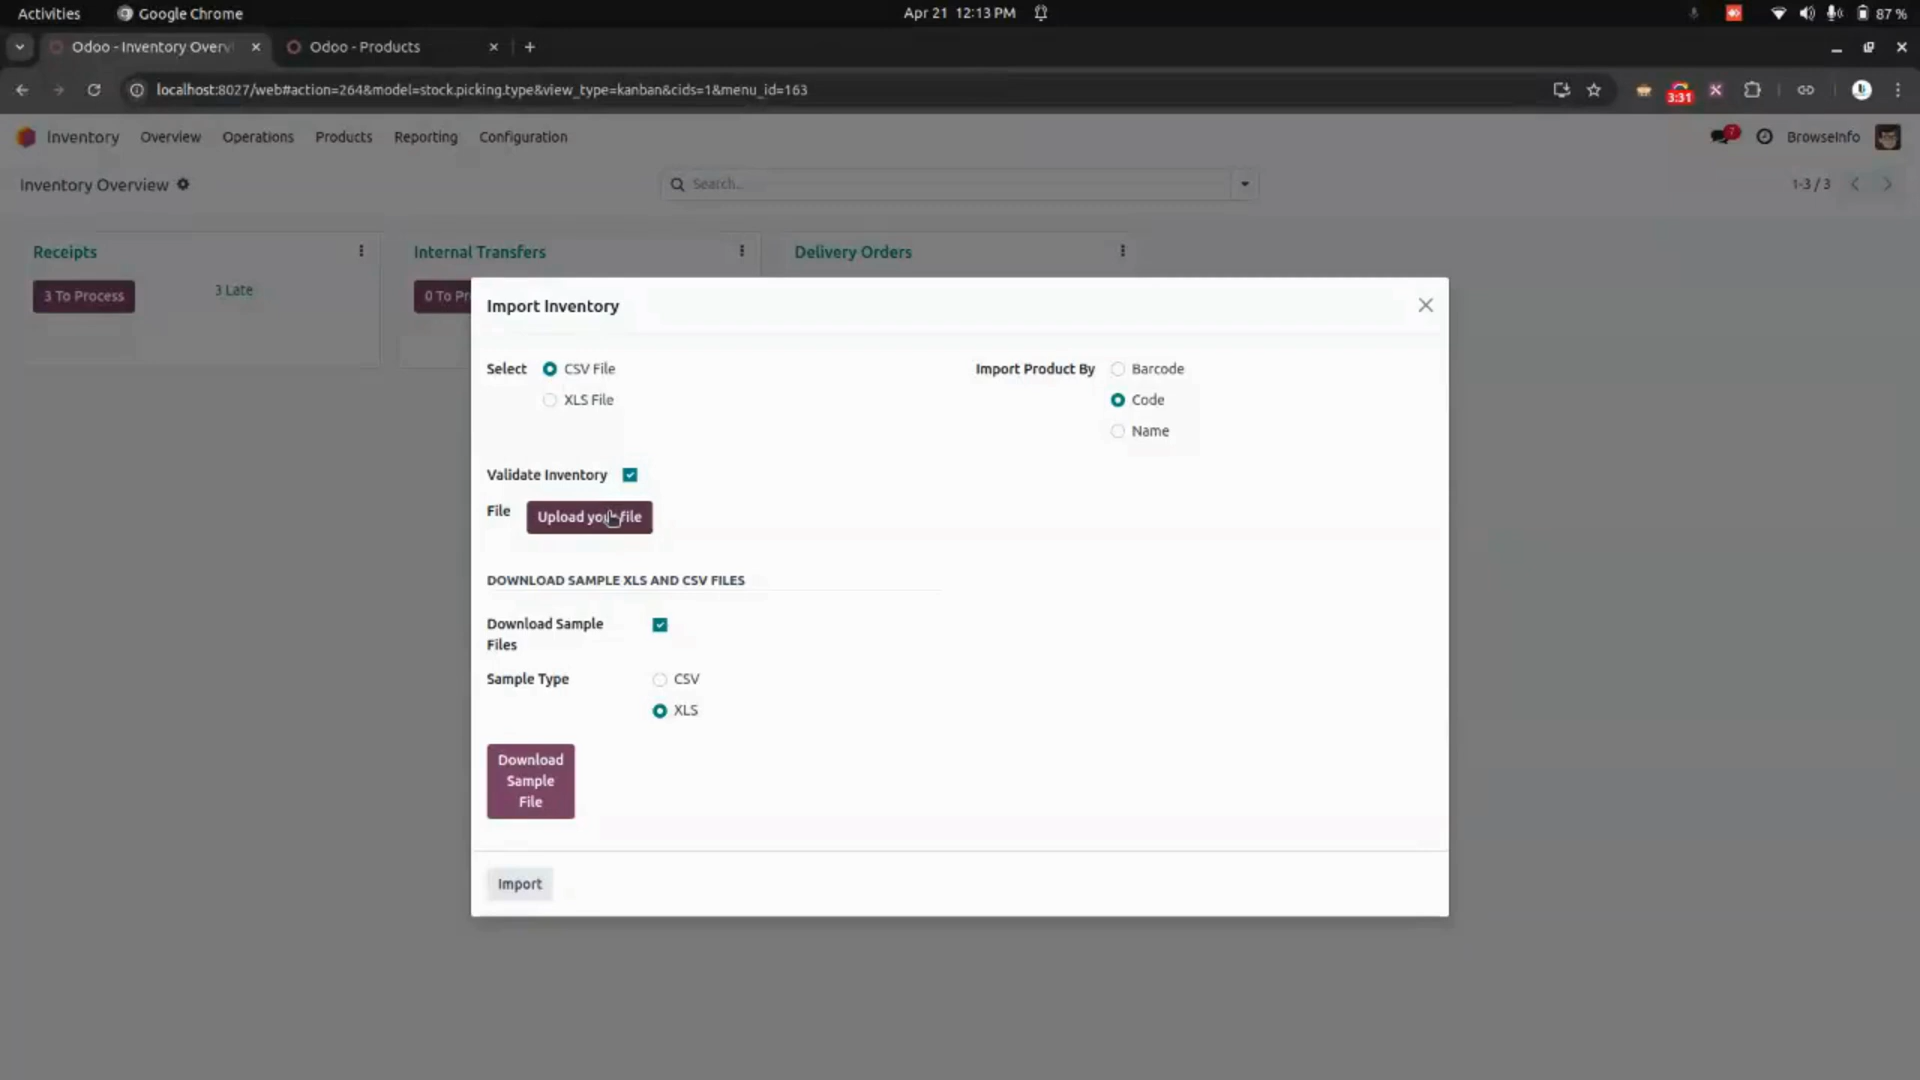 Activities Google Chrome Apr 21 12:13 PM 87 %
Odoo - Inventory Overv Odoo - Products
localhost:8027/web#action=264&model=stock.picking.type&view_type=kanban&cids=1&menu_id=163 3:31
Inventory Overview Operations Products Reporting Configuration 7 BrowseInfo
Inventory Overview Search... 1-3 / 3
Receipts Internal Transfers Delivery Orders
3 To Process 3 Late 0 To Pr
Import Inventory
Select CSV File Import Product By Barcode
XLS File Code
Name
Validate Inventory
File Upload your file
DOWNLOAD SAMPLE XLS AND CSV FILES
Download Sample
Files
Sample Type CSV
XLS
Download
Sample
File
Import